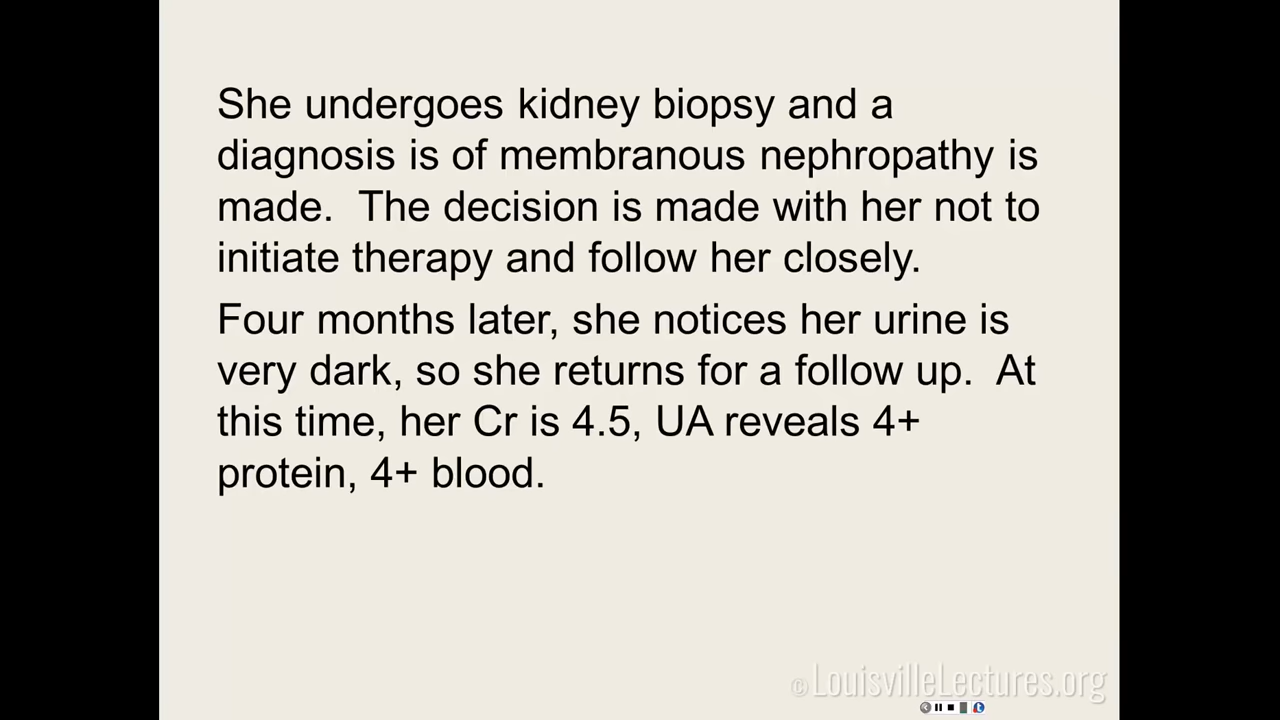 She undergoes kidney biopsy and a
diagnosis is of membranous nephropathy is
made.  The decision is made with her not to
initiate therapy and follow her closely.
Four months later, she notices her urine is
very dark, so she returns for a follow up.  At
this time, her Cr is 4.5, UA reveals 4+
protein, 4+ blood.
©LouisvilleLectures.org